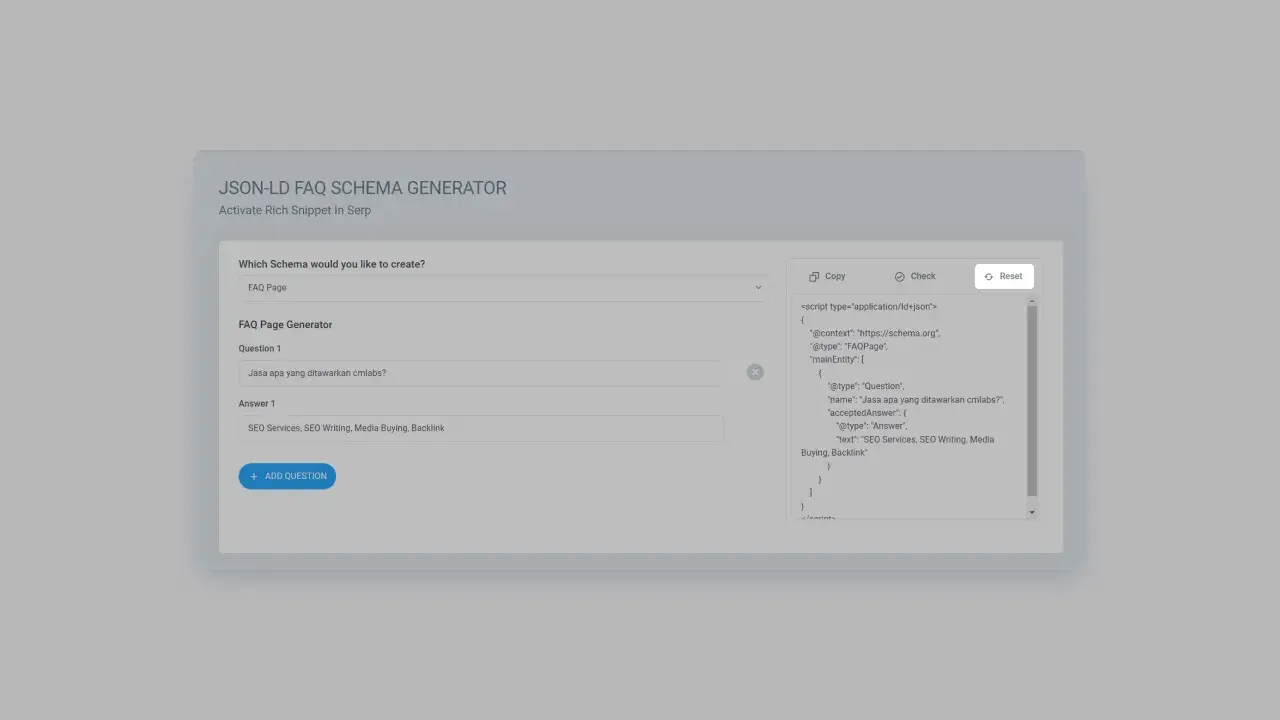 JSON-LD FAQ SCHEMA GENERATOR
Activate Rich Snippet in Serp
Which Schema would you like to create?
FAQ Page
FAQ Page Generator
Question 1
Jasa apa yang ditawarkan cmlabs?
Answer 1
SEO Services, SEO Writing, Media Buying, Backlink
+ ADD QUESTION
Copy
Check
Reset
<script type="application/ld+json">
{
"@context": "https://schema.org",
"@type": "FAQPage",
"mainEntity": [
{
"@type": "Question",
"name": "Jasa apa yang ditawarkan cmlabs?",
"acceptedAnswer": {
"@type": "Answer",
"text": "SEO Services, SEO Writing, Media
Buying, Backlink"
}
}
]
}
</script>